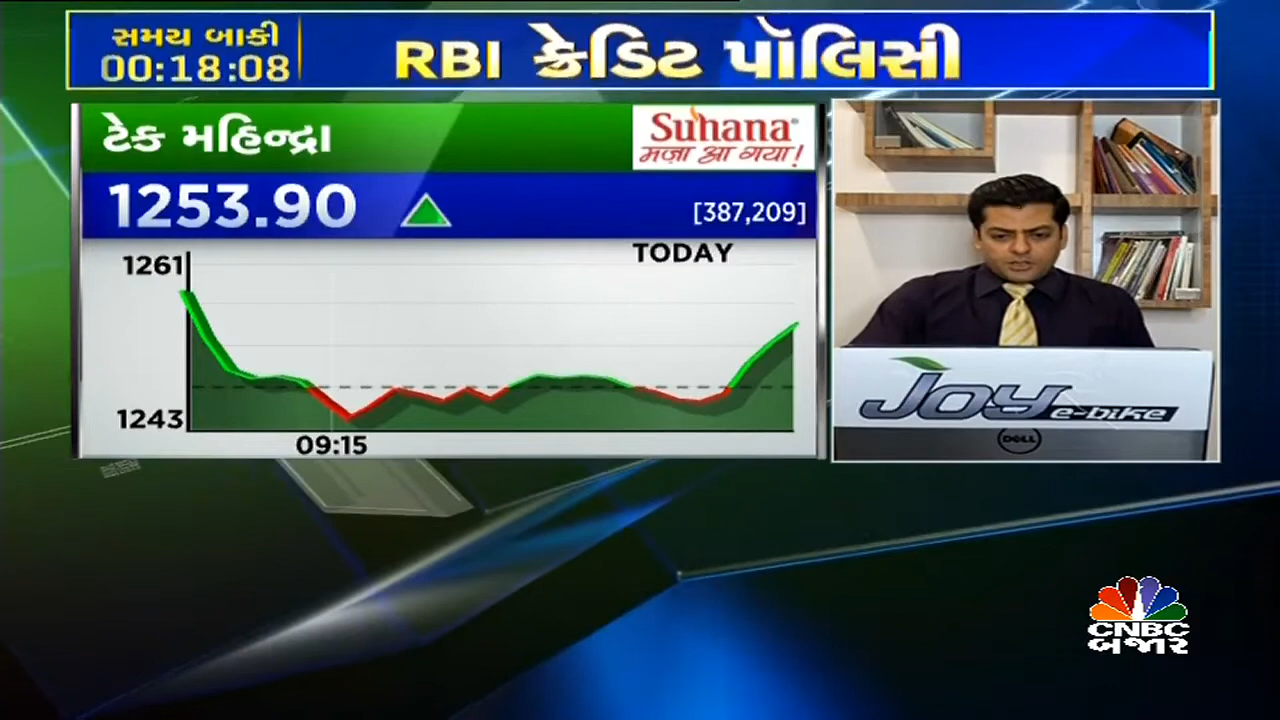 સમય બાકી
00:18:08
RBI ક્રેડિટ પૉલિસી
ટેક મહિન્દ્રા
Suhana®
मज़ा आ गया!
1253.90
[387,209]
TODAY
1261
1243
09:15
Joy e-bike
DELL
CNBC
બજાર